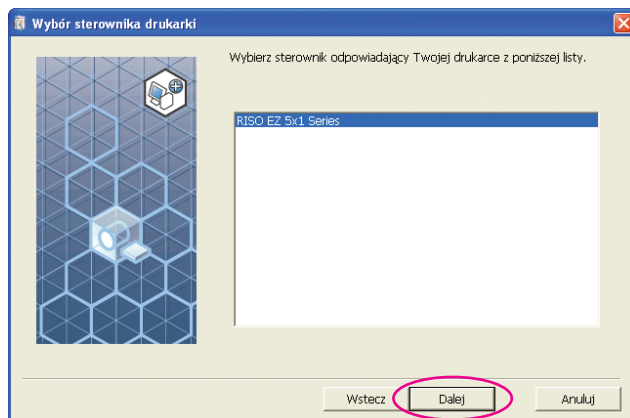 Wybór sterownika drukarki
Wybierz sterownik odpowiadający Twojej drukarce z poniższej listy.
RISO EZ 5x1 Series
Wstecz
Dalej
Anuluj